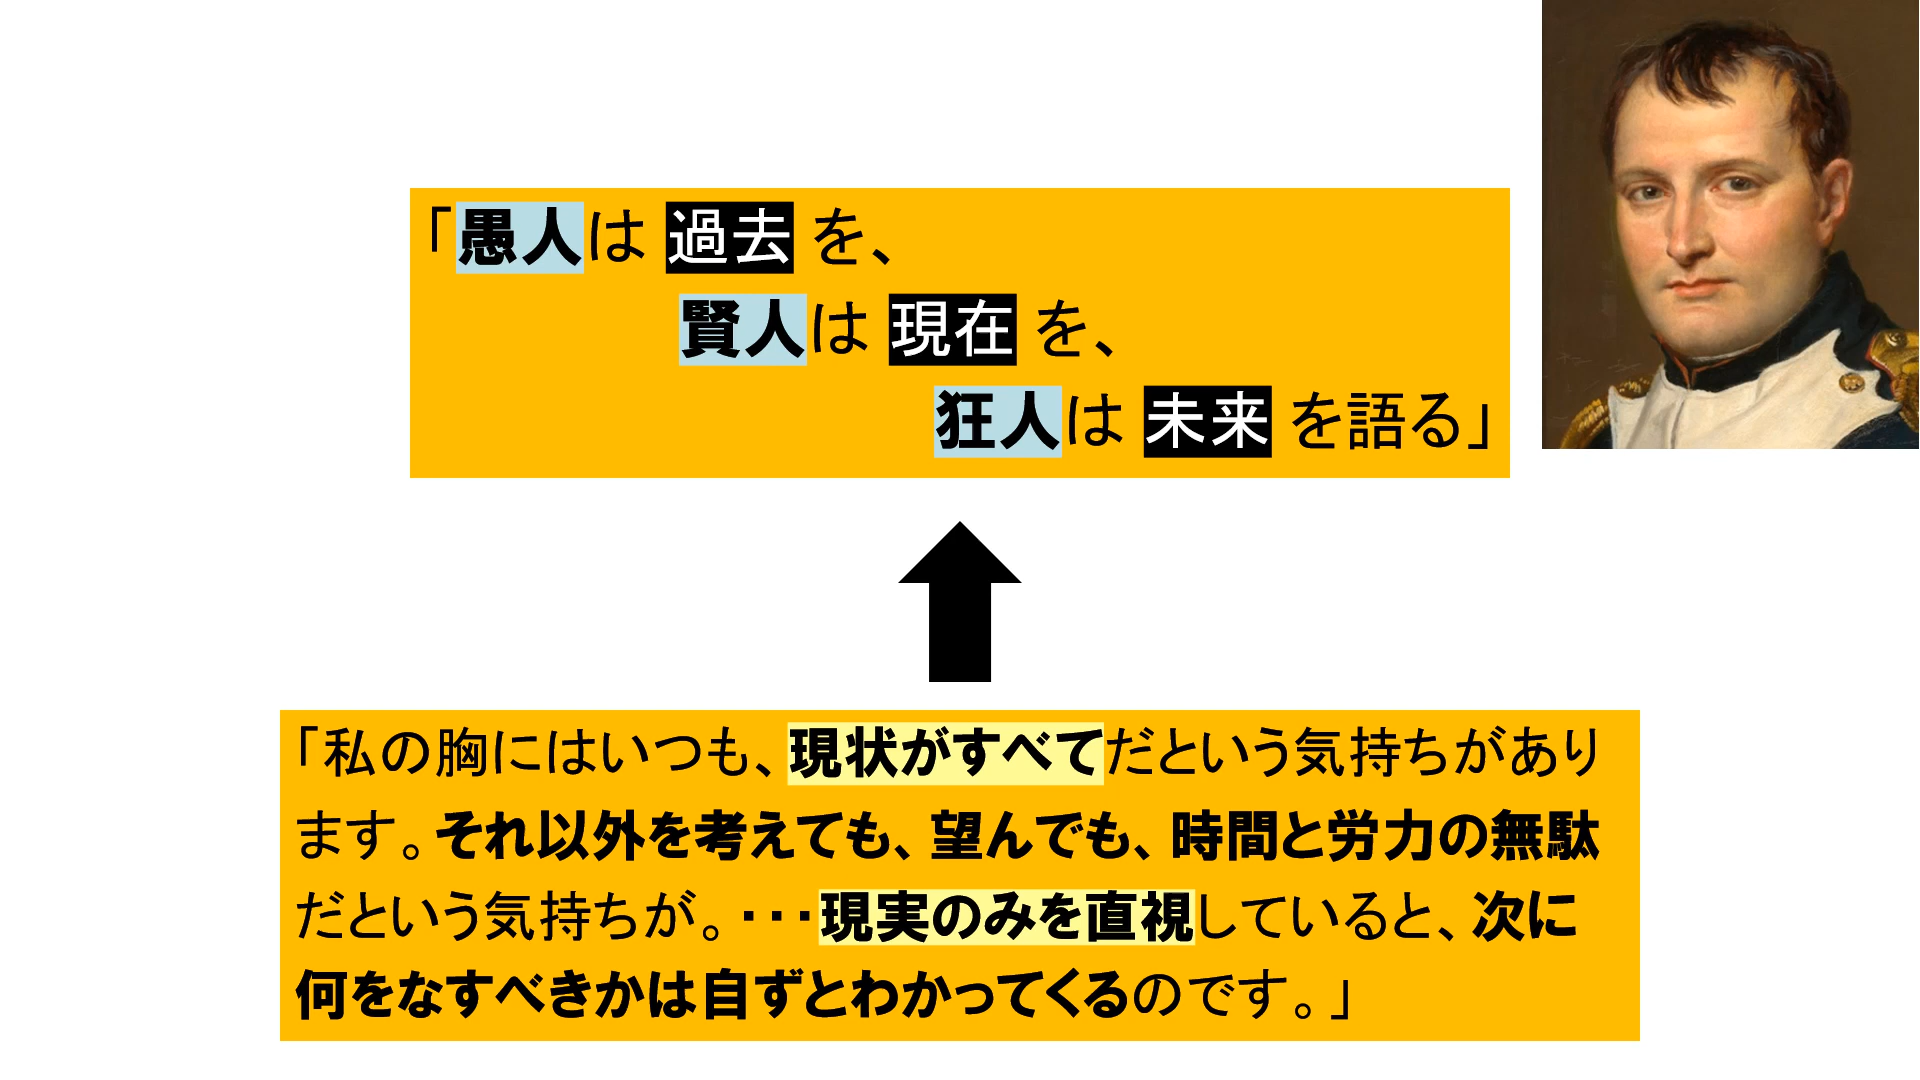 「愚人は 過去 を、
賢人は 現在 を、
狂人は 未来 を語る」
「私の胸にはいつも、現状がすべてだという気持ちがあり
ます。それ以外を考えても、望んでも、時間と労力の無駄
だという気持ちが。・・・現実のみを直視していると、次に
何をなすべきかは自ずとわかってくるのです。」